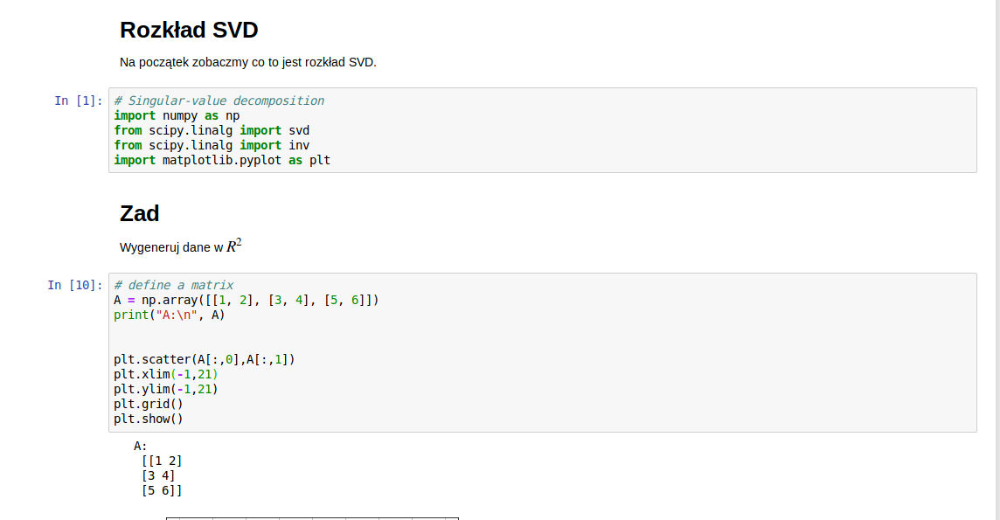 Rozkład SVD
Na początek zobaczmy co to jest rozkład SVD.
In [1]:
# Singular-value decomposition
import numpy as np
from scipy.linalg import svd
from scipy.linalg import inv
import matplotlib.pyplot as plt
Zad
Wygeneruj dane w R²
In [10]:
# define a matrix
A = np.array([[1, 2], [3, 4], [5, 6]])
print("A:\n", A)
plt.scatter(A[:,0],A[:,1])
plt.xlim(-1,21)
plt.ylim(-1,21)
plt.grid()
plt.show()
A:
[[1 2]
[3 4]
[5 6]]